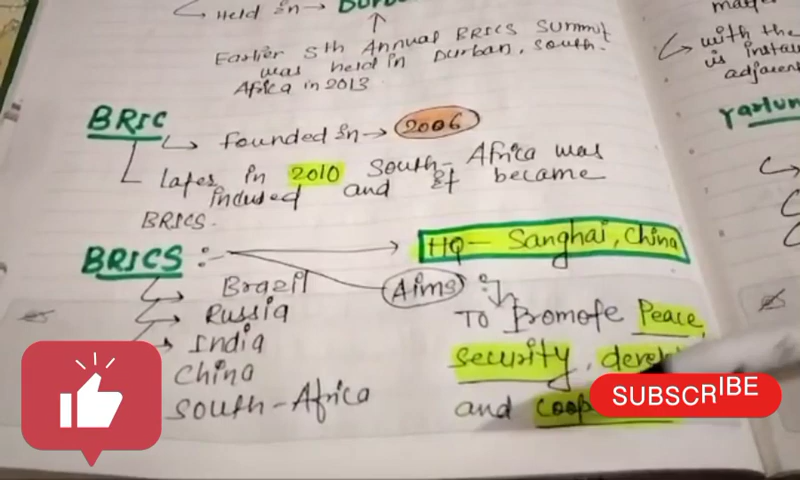 Held in → Durb
Earlier 5th Annual BRICS Summit
was held in Durban, South-
Africa in 2013.
BRIC
Founded in → 2006
Later in 2010 South-Africa was
included and it became
BRICS.
BRICS :-
HQ- Sanghai, China
Brazil
Russia
India
China
South-Africa
Aims :-
To Promote Peace,
security, devel
and coop
with the
is instal
adjacent
Yarlun
SUBSCRIBE